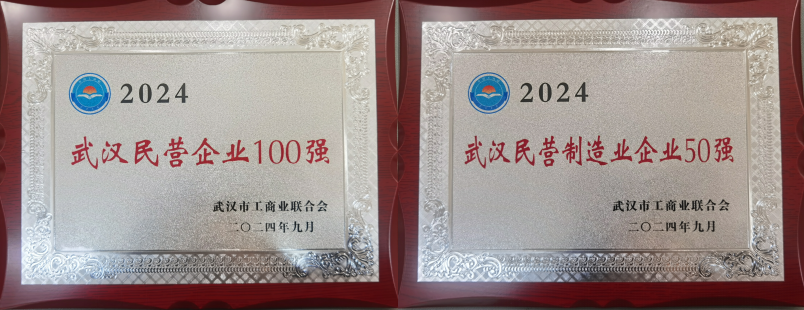 2024
武汉民营企业100强
武汉市工商业联合会
二〇二四年九月
2024
武汉民营制造业企业50强
武汉市工商业联合会
二〇二四年九月